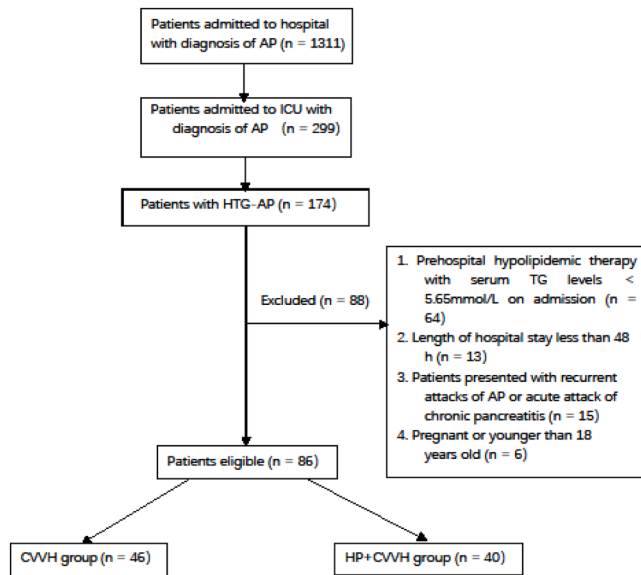 Patients admitted to hospital
with diagnosis of AP (n = 1311)
Patients admitted to ICU with
diagnosis of AP (n = 299)
Patients with HTG-AP (n = 174)
Excluded (n = 88)
1. Prehospital hypolipidemic therapy
with serum TG levels <
5.65mmol/L on admission (n =
64)
2. Length of hospital stay less than 48
h (n = 13)
3. Patients presented with recurrent
attacks of AP or acute attack of
chronic pancreatitis (n = 15)
4. Pregnant or younger than 18
years old (n = 6)
Patients eligible (n = 86)
CVVH group (n = 46)
HP+CVVH group (n = 40)